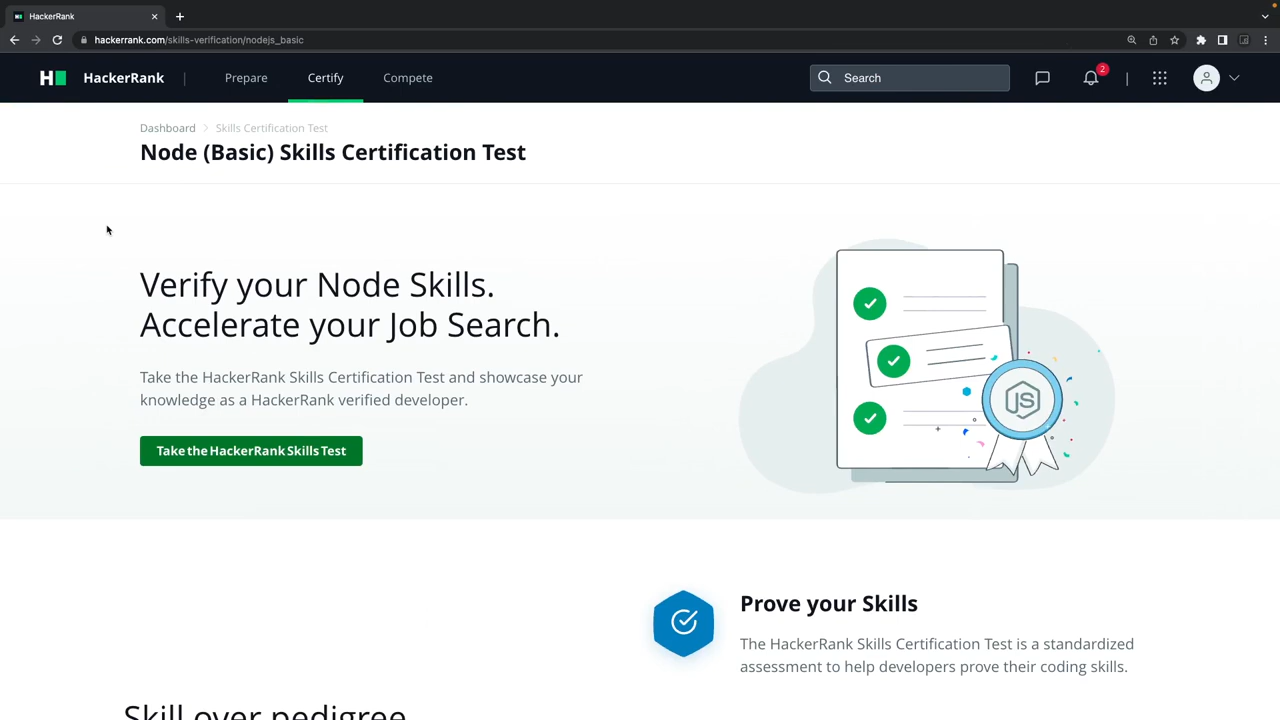 HackerRank
hackerrank.com/skills-verification/nodejs_basic
H
HackerRank | Prepare Certify Compete Search 2 |
Dashboard > Skills Certification Test
Node (Basic) Skills Certification Test
Verify your Node Skills.
Accelerate your Job Search.
Take the HackerRank Skills Certification Test and showcase your
knowledge as a HackerRank verified developer.
Take the HackerRank Skills Test
JS
Prove your Skills
The HackerRank Skills Certification Test is a standardized
assessment to help developers prove their coding skills.
Skill over pedigree